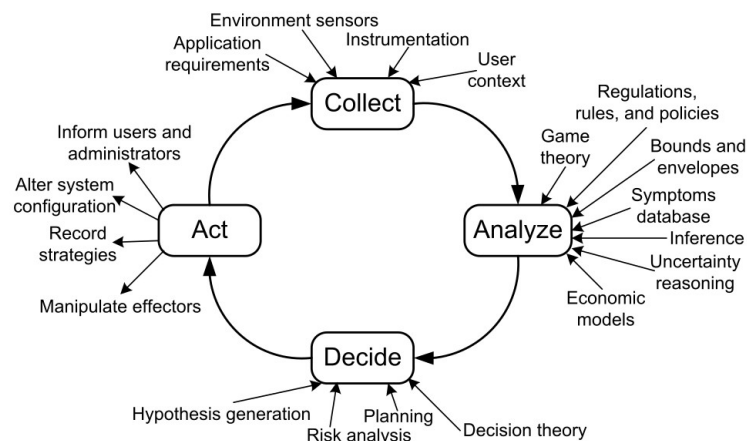 Environment sensors
Application
requirements
Instrumentation
User
context
Collect
Regulations,
rules, and policies
Game
theory
Bounds and
envelopes
Symptoms
database
Inference
Uncertainty
reasoning
Economic
models
Analyze
Decide
Hypothesis generation
Risk analysis
Planning
Decision theory
Act
Inform users and
administrators
Alter system
configuration
Record
strategies
Manipulate effectors